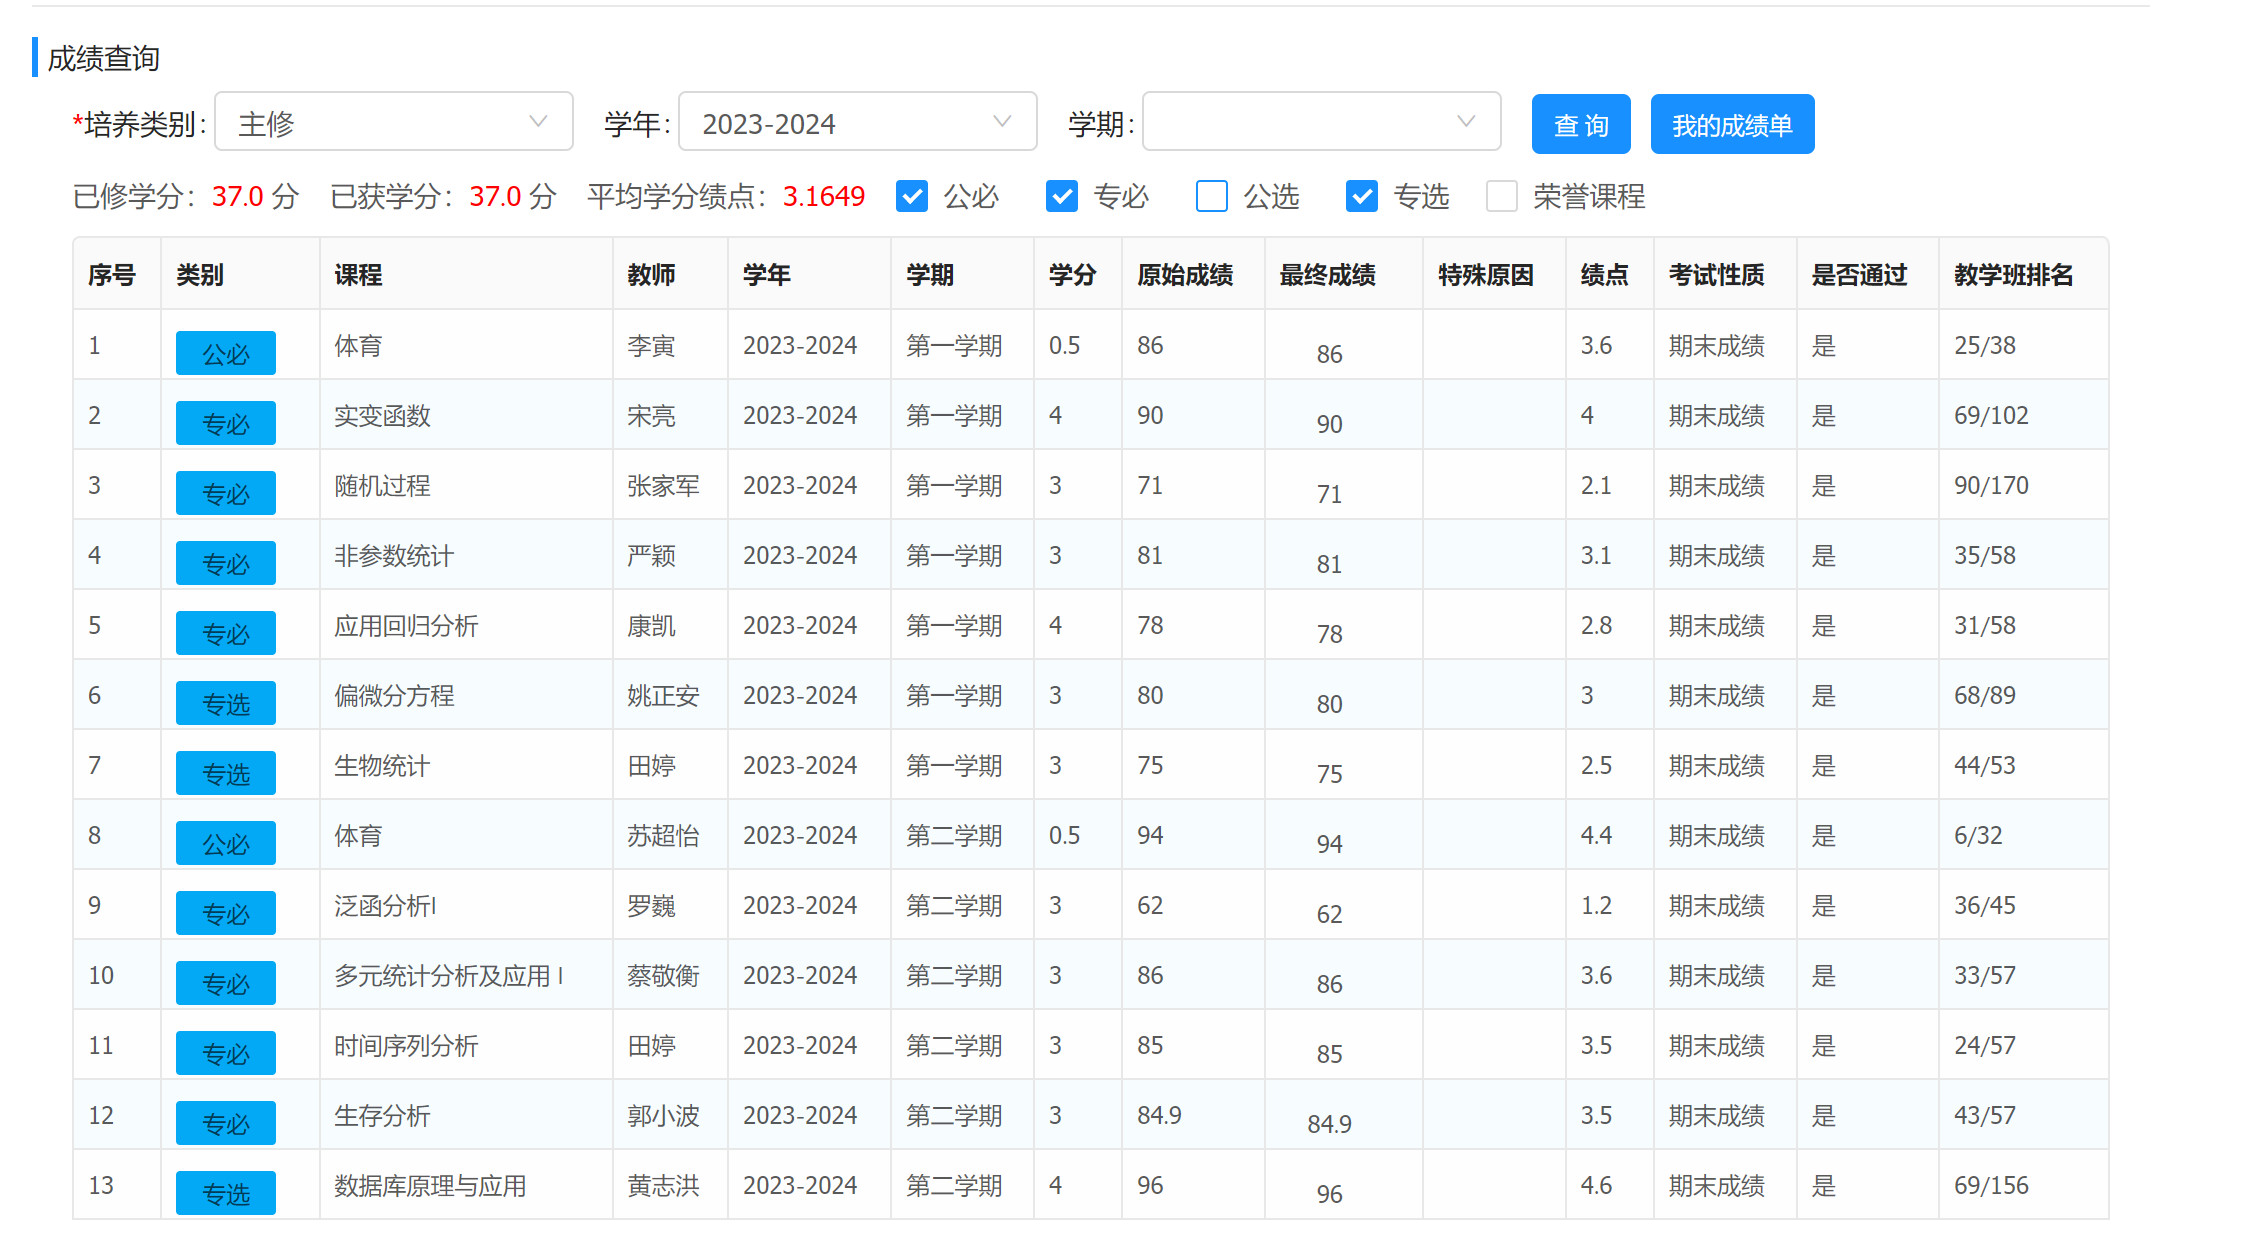 成绩查询
*培养类别: 主修 学年: 2023-2024 学期: 查 询 我的成绩单
已修学分: 37.0 分 已获学分: 37.0 分 平均学分绩点: 3.1649 公必 专必 公选 专选 荣誉课程
序号 类别 课程 教师 学年 学期 学分 原始成绩 最终成绩 特殊原因 绩点 考试性质 是否通过 教学班排名
1 公必 体育 李寅 2023-2024 第一学期 0.5 86 86 3.6 期末成绩 是 25/38
2 专必 实变函数 宋亮 2023-2024 第一学期 4 90 90 4 期末成绩 是 69/102
3 专必 随机过程 张家军 2023-2024 第一学期 3 71 71 2.1 期末成绩 是 90/170
4 专必 非参数统计 严颖 2023-2024 第一学期 3 81 81 3.1 期末成绩 是 35/58
5 专必 应用回归分析 康凯 2023-2024 第一学期 4 78 78 2.8 期末成绩 是 31/58
6 专选 偏微分方程 姚正安 2023-2024 第一学期 3 80 80 3 期末成绩 是 68/89
7 专选 生物统计 田婷 2023-2024 第一学期 3 75 75 2.5 期末成绩 是 44/53
8 公必 体育 苏超怡 2023-2024 第二学期 0.5 94 94 4.4 期末成绩 是 6/32
9 专必 泛函分析I 罗巍 2023-2024 第二学期 3 62 62 1.2 期末成绩 是 36/45
10 专必 多元统计分析及应用 I 蔡敬衡 2023-2024 第二学期 3 86 86 3.6 期末成绩 是 33/57
11 专必 时间序列分析 田婷 2023-2024 第二学期 3 85 85 3.5 期末成绩 是 24/57
12 专必 生存分析 郭小波 2023-2024 第二学期 3 84.9 84.9 3.5 期末成绩 是 43/57
13 专选 数据库原理与应用 黄志洪 2023-2024 第二学期 4 96 96 4.6 期末成绩 是 69/156